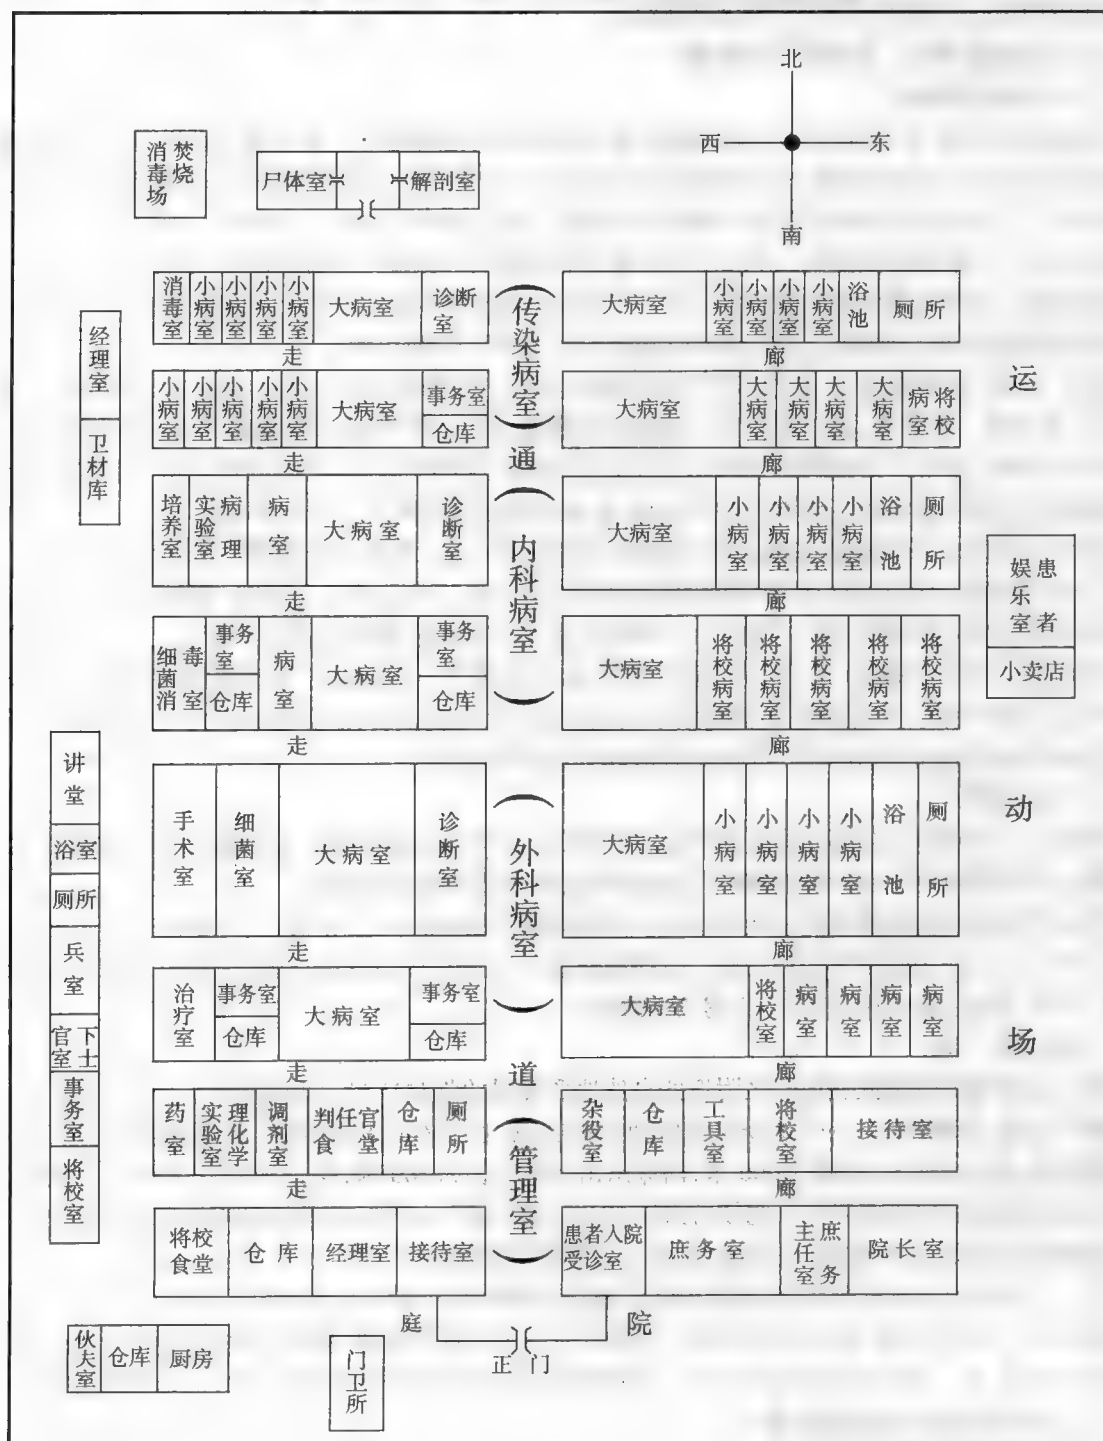 北
西
东
南
焚烧
消毒场
尸体室
解剖室
消毒室
小病室
小病室
小病室
小病室
大病室
诊断室
传染病室
大病室
小病室
小病室
小病室
小病室
浴池
厕所
走
廊
经理室
卫材库
小病室
小病室
小病室
小病室
小病室
大病室
事务室
仓库
大病室
大病室
大病室
大病室
大病室
将校病室
运
走
通
廊
培养室
病理实验室
病室
大病室
诊断室
内科病室
大病室
小病室
小病室
小病室
小病室
浴池
厕所
走
廊
患者娱乐室
小卖店
细菌消毒室
事务室
仓库
病室
大病室
事务室
仓库
大病室
将校病室
将校病室
将校病室
将校病室
将校病室
走
廊
讲堂
浴室
厕所
兵室
下士官室
事务室
将校室
手术室
细菌室
大病室
诊断室
外科病室
大病室
小病室
小病室
小病室
小病室
浴池
厕所
动
走
廊
治疗室
事务室
仓库
大病室
事务室
仓库
大病室
将校室
病室
病室
病室
病室
场
走
道
廊
药室
理化学实验室
调剂室
判任官食堂
仓库
厕所
管理室
杂役室
仓库
工具室
将校室
接待室
走
廊
将校食堂
仓库
经理室
接待室
患者入院受诊室
庶务室
庶务主任室
院长室
庭
院
正门
伙夫室
仓库
厨房
门卫所